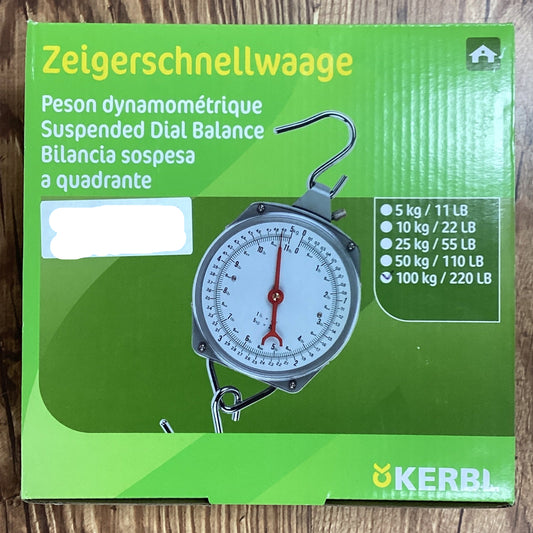 Zeigerschnellwaage
Peson dynamométrique
Suspended Dial Balance
Bilancia sospesa
a quadrante
5 kg / 11 LB
10 kg / 22 LB
25 kg / 55 LB
50 kg / 110 LB
100 kg / 220 LB
KERBL